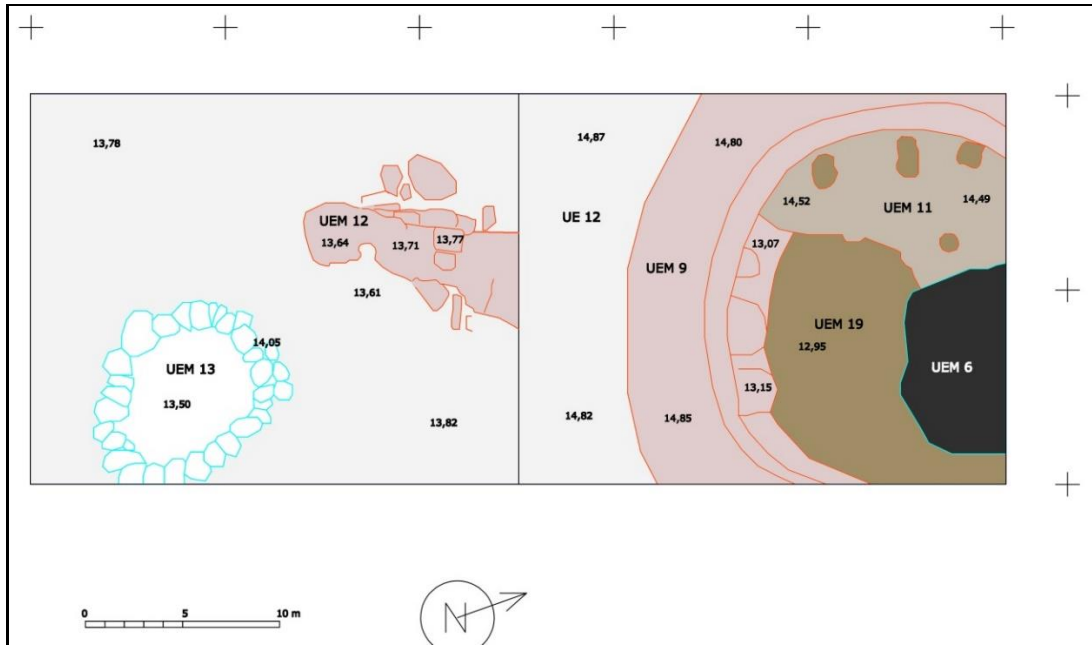 13,78
14,87
14,80
UEM 12
13,64
13,71
13,77
13,61
UE 12
14,52
UEM 11
14,49
13,07
UEM 9
UEM 19
12,95
UEM 6
14,05
UEM 13
13,50
13,15
13,82
14,82
14,85
0 5 10 m
N